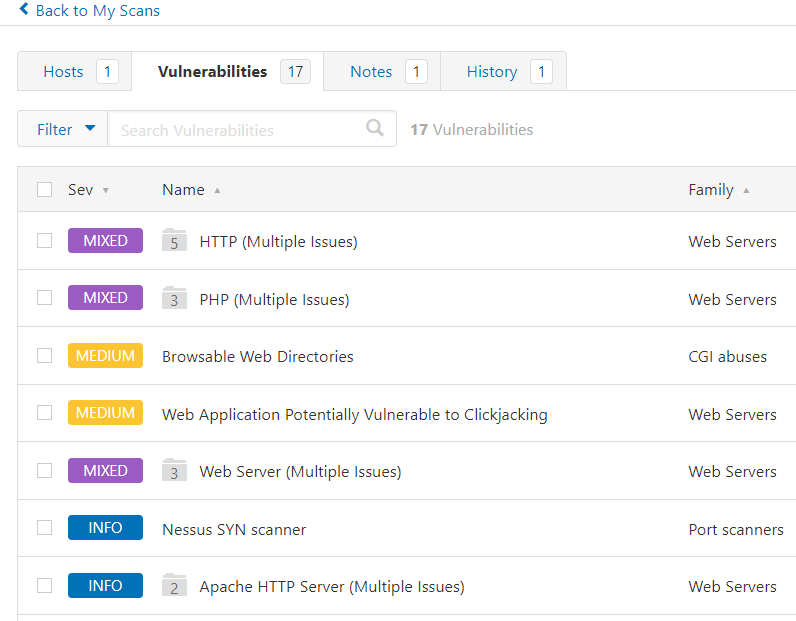 Back to My Scans
Hosts 1 Vulnerabilities 17 Notes 1 History 1
Filter Search Vulnerabilities 17 Vulnerabilities
Sev Name Family
MIXED 5 HTTP (Multiple Issues) Web Servers
MIXED 3 PHP (Multiple Issues) Web Servers
MEDIUM Browsable Web Directories CGI abuses
MEDIUM Web Application Potentially Vulnerable to Clickjacking Web Servers
MIXED 3 Web Server (Multiple Issues) Web Servers
INFO Nessus SYN scanner Port scanners
INFO 2 Apache HTTP Server (Multiple Issues) Web Servers